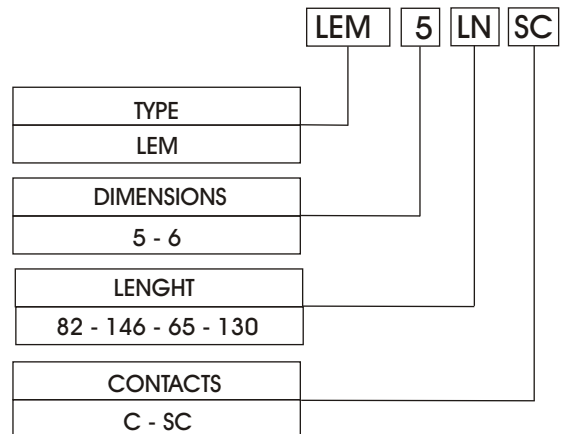 LEM 5 LN SC
TYPE
LEM
DIMENSIONS
5 - 6
LENGHT
82 - 146 - 65 - 130
CONTACTS
C - SC